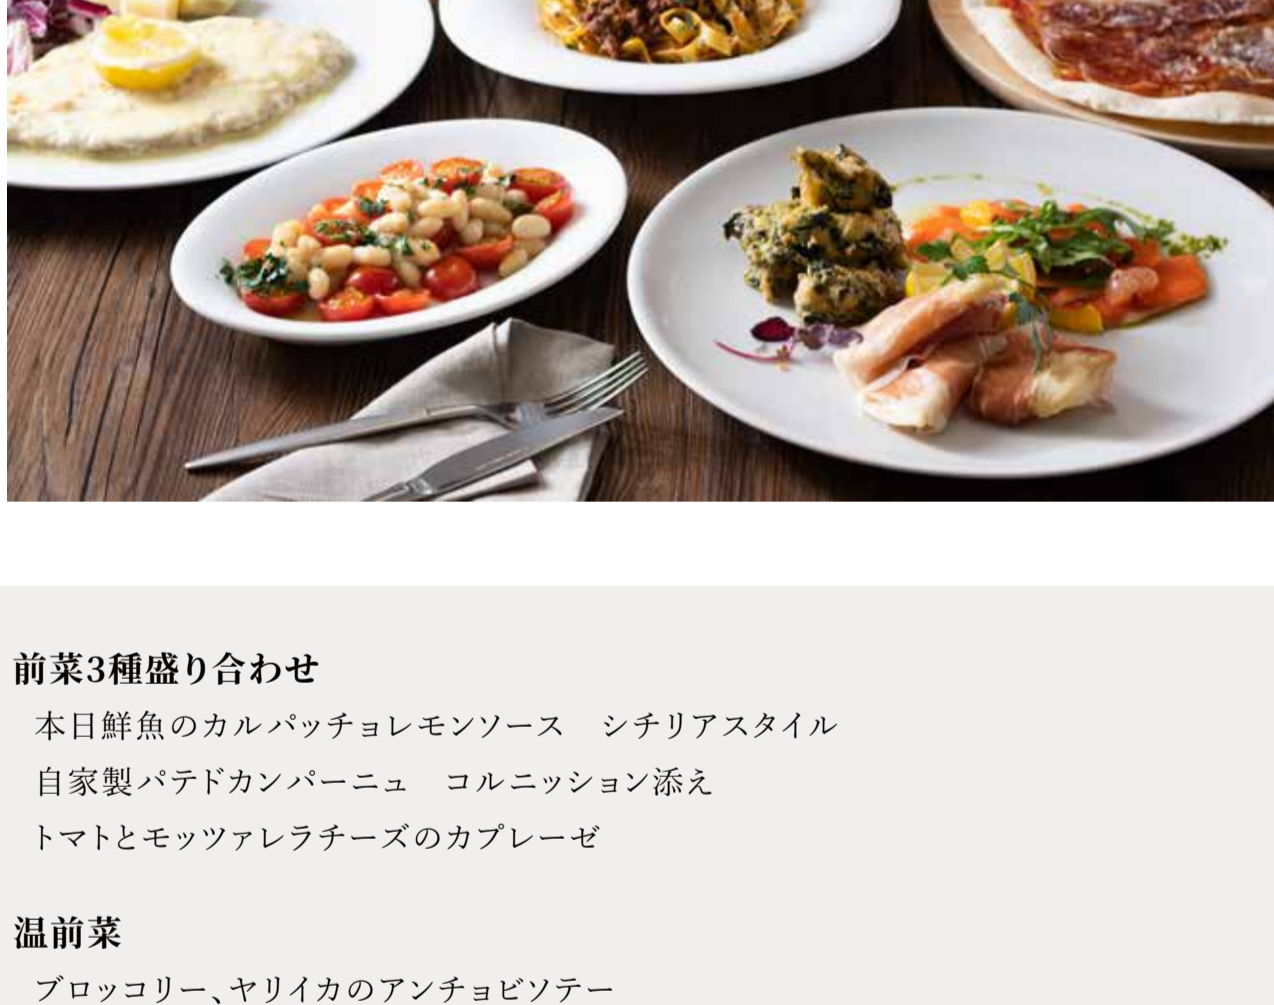 前菜3種盛り合わせ
本日鮮魚のカルパッチョレモンソース　シチリアスタイル
自家製パテドカンパーニュ　コルニッション添え
トマトとモッツァレラチーズのカプレーゼ
温前菜
ブロッコリー、ヤリイカのアンチョビソテー